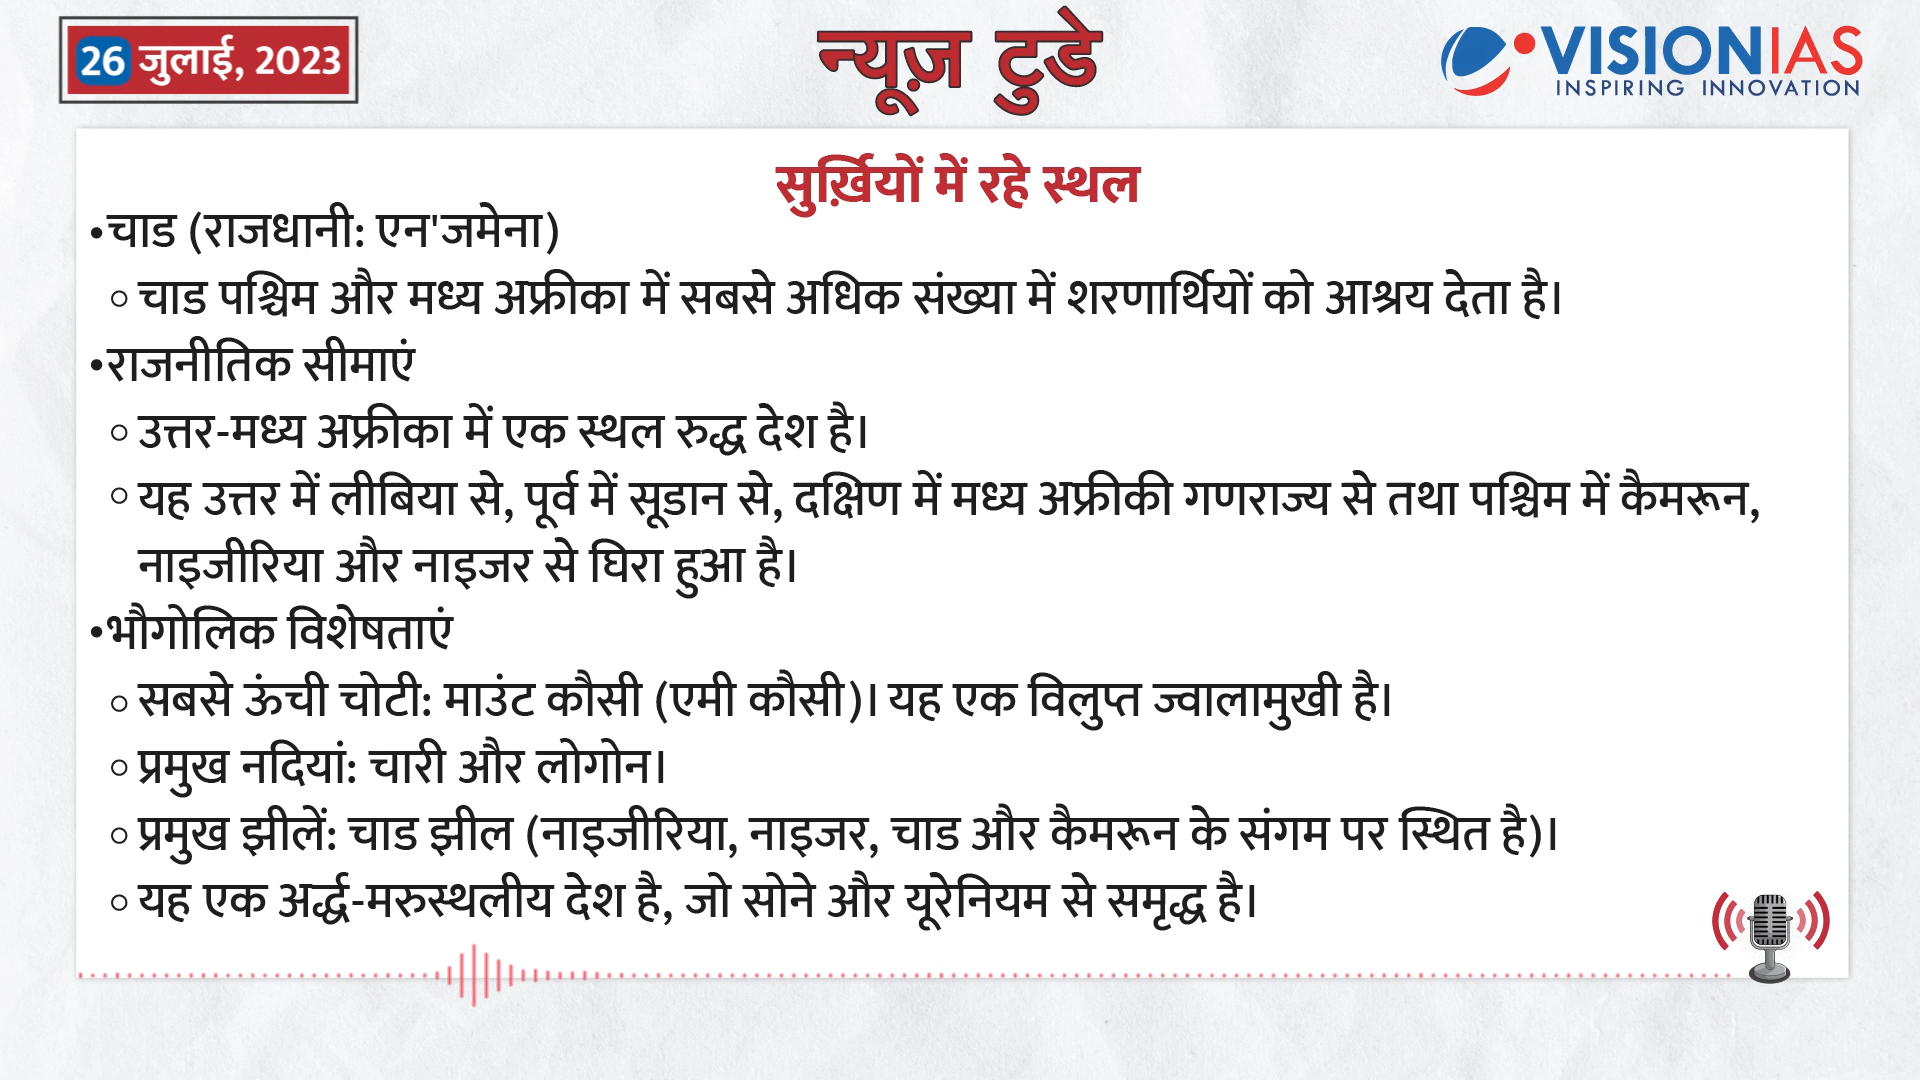 26 जुलाई, 2023
न्यूज़ टुडे
VISIONIAS
INSPIRING INNOVATION
सुर्ख़ियों में रहे स्थल
•चाड (राजधानी: एन'जमेना)
○ चाड पश्चिम और मध्य अफ्रीका में सबसे अधिक संख्या में शरणार्थियों को आश्रय देता है।
•राजनीतिक सीमाएं
○ उत्तर-मध्य अफ्रीका में एक स्थल रुद्ध देश है।
○ यह उत्तर में लीबिया से, पूर्व में सूडान से, दक्षिण में मध्य अफ्रीकी गणराज्य से तथा पश्चिम में कैमरून,
नाइजीरिया और नाइजर से घिरा हुआ है।
•भौगोलिक विशेषताएं
○ सबसे ऊंची चोटी: माउंट कौसी (एमी कौसी)। यह एक विलुप्त ज्वालामुखी है।
○ प्रमुख नदियां: चारी और लोगोन।
○ प्रमुख झीलें: चाड झील (नाइजीरिया, नाइजर, चाड और कैमरून के संगम पर स्थित है)।
○ यह एक अर्द्ध-मरुस्थलीय देश है, जो सोने और यूरेनियम से समृद्ध है।